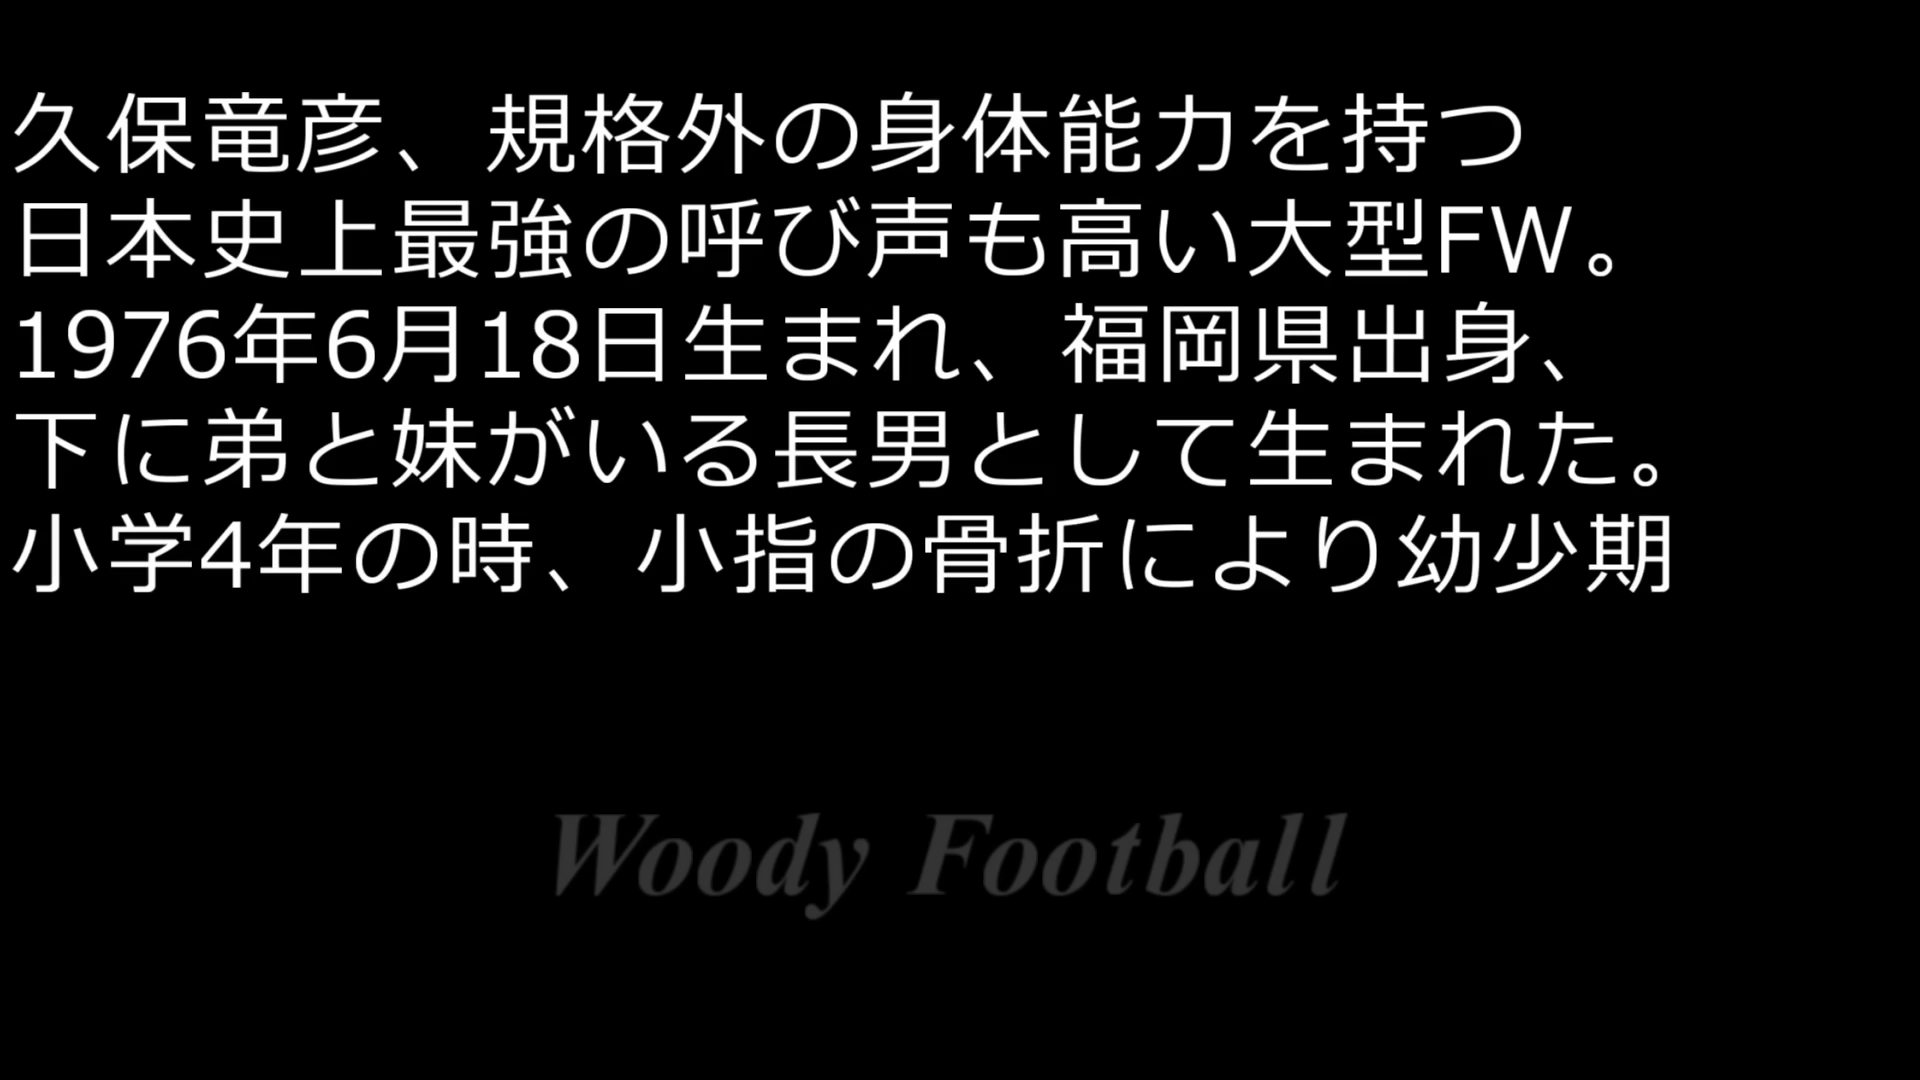 久保竜彦、規格外の身体能力を持つ
日本史上最強の呼び声も高い大型FW。
1976年6月18日生まれ、福岡県出身、
下に弟と妹がいる長男として生まれた。
小学4年の時、小指の骨折により幼少期
Woody Football